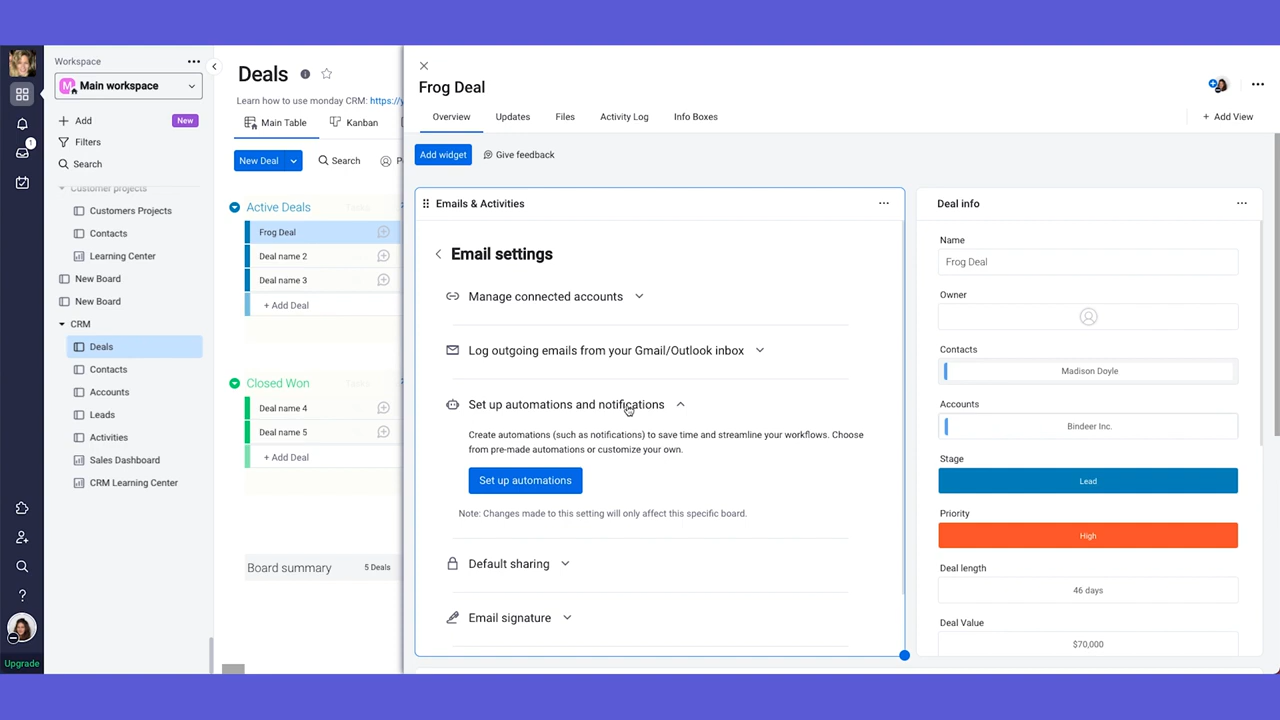 Workspace
M
Main workspace
Add
New
Filters
Search
Customer projects
Customers Projects
Contacts
Learning Center
New Board
New Board
CRM
Deals
Contacts
Accounts
Leads
Activities
Sales Dashboard
CRM Learning Center
1
?
Upgrade
Deals
Learn how to use monday CRM: https://y
Main Table
Kanban
New Deal
Search
P
Active Deals
Tasks
Frog Deal
Deal name 2
Deal name 3
+ Add Deal
Closed Won
Tasks
Deal name 4
Deal name 5
+ Add Deal
Board summary
5 Deals
Frog Deal
Overview
Updates
Files
Activity Log
Info Boxes
+ Add View
Add widget
Give feedback
Emails & Activities
Email settings
Manage connected accounts
Log outgoing emails from your Gmail/Outlook inbox
Set up automations and notifications
Create automations (such as notifications) to save time and streamline your workflows. Choose
from pre-made automations or customize your own.
Set up automations
Note: Changes made to this setting will only affect this specific board.
Default sharing
Email signature
Deal info
Name
Frog Deal
Owner
Contacts
Madison Doyle
Accounts
Bindeer Inc.
Stage
Lead
Priority
High
Deal length
46 days
Deal Value
$70,000